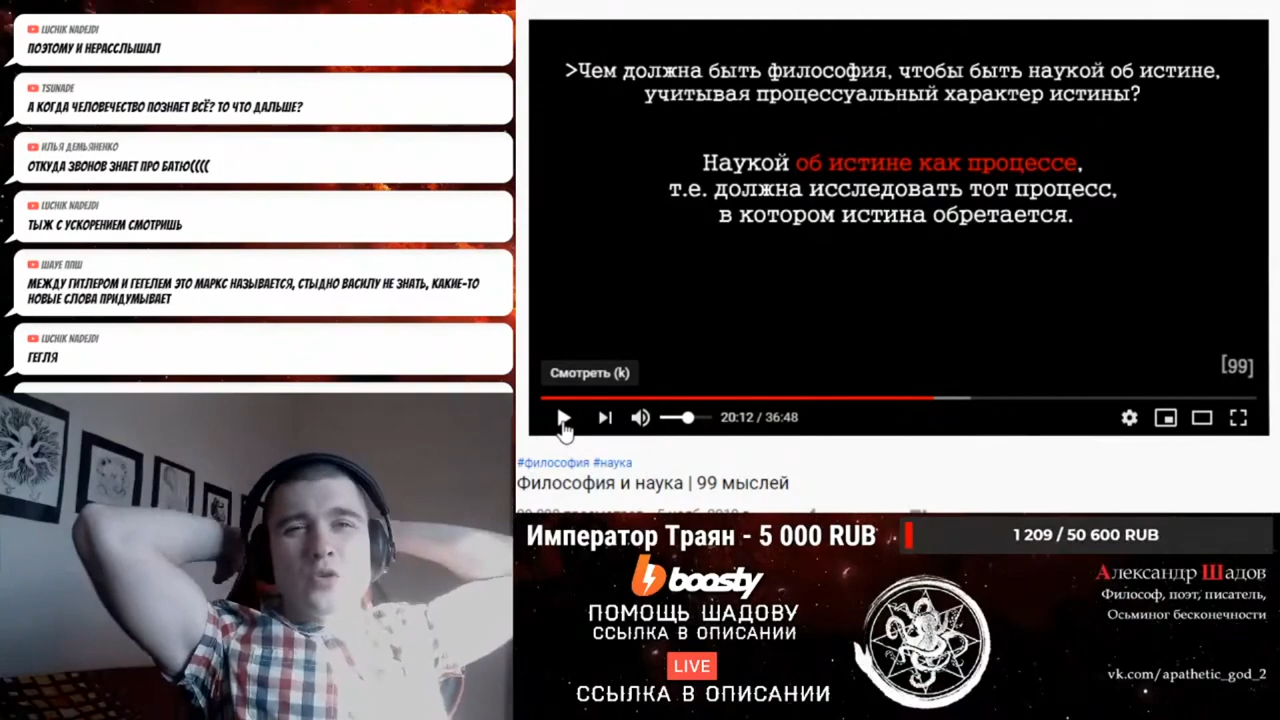 LUCHIK NADEJDI
ПОЭТОМУ И НЕРАССЛЫШАЛ
TSUNADE
А КОГДА ЧЕЛОВЕЧЕСТВО ПОЗНАЕТ ВСЁ? ТО ЧТО ДАЛЬШЕ?
ИЛЬЯ ДЕМЬЯНЕНКО
ОТКУДА ЗВОНОВ ЗНАЕТ ПРО БАТЮ((((
LUCHIK NADEJDI
ТЫЖ С УСКОРЕНИЕМ СМОТРИШЬ
ШАУЕ ППШ
МЕЖДУ ГИТЛЕРОМ И ГЕГЕЛЕМ ЭТО МАРКС НАЗЫВАЕТСЯ, СТЫДНО ВАСИЛУ НЕ ЗНАТЬ, КАКИЕ-ТО
НОВЫЕ СЛОВА ПРИДУМЫВАЕТ
LUCHIK NADEJDI
ГЕГЛЯ
>Чем должна быть философия, чтобы быть наукой об истине,
учитывая процессуальный характер истины?
Наукой об истине как процессе,
т.е. должна исследовать тот процесс,
в котором истина обретается.
[99]
Смотреть (k)
20:12 / 36:48
#философия #наука
Философия и наука | 99 мыслей
Император Траян - 5 000 RUB
1 209 / 50 600 RUB
boosty
ПОМОЩЬ ШАДОВУ
ССЫЛКА В ОПИСАНИИ
LIVE
ССЫЛКА В ОПИСАНИИ
Александр Шадов
Философ, поэт, писатель,
Осьминог бесконечности
vk.com/apathetic_god_2